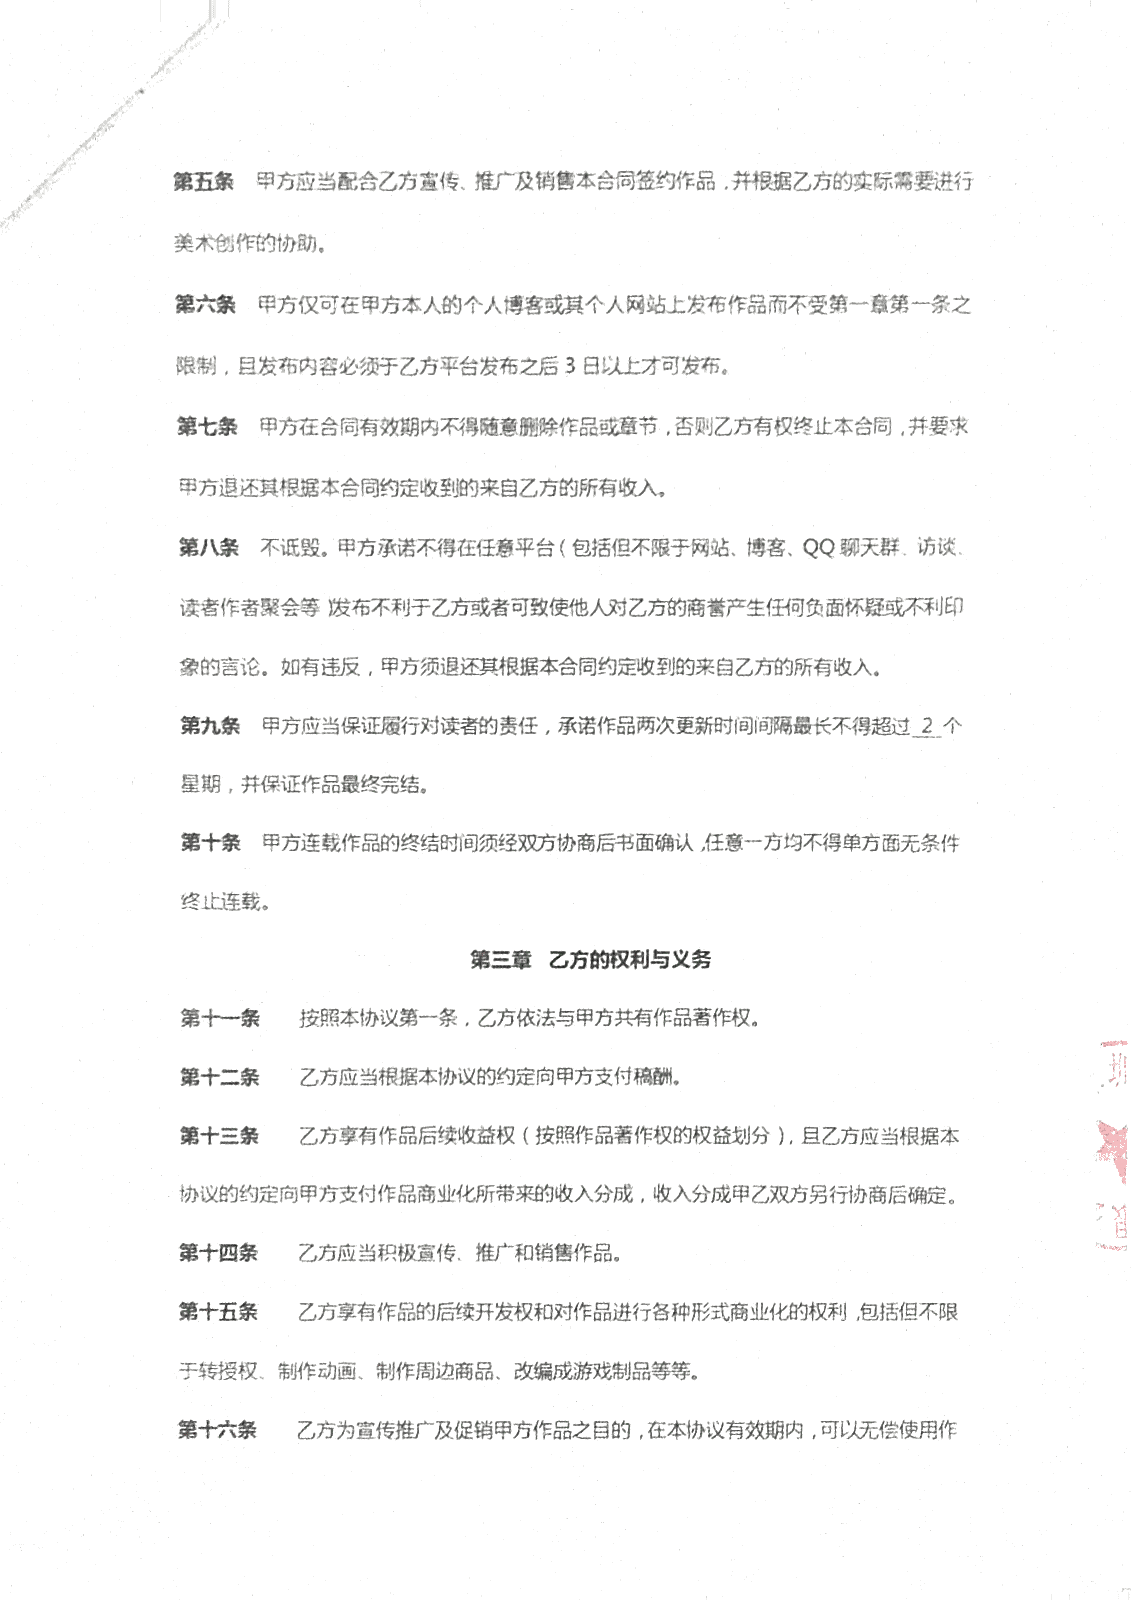 第五条 甲方应当配合乙方宣传、推广及销售本合同签约作品，并根据乙方的实际需要进行
美术创作的协助。
第六条 甲方仅可在甲方本人的个人博客或其个人网站上发布作品而不受第一章第一条之
限制，且发布内容必须于乙方平台发布之后 3 日以上才可发布。
第七条 甲方在合同有效期内不得随意删除作品或章节，否则乙方有权终止本合同，并要求
甲方退还其根据本合同约定收到的来自乙方的所有收入。
第八条 不诋毁。甲方承诺不得在任意平台（包括但不限于网站、博客、QQ 聊天群、访谈、
读者作者聚会等）发布不利于乙方或者可致使他人对乙方的商誉产生任何负面怀疑或不利印
象的言论。如有违反，甲方须退还其根据本合同约定收到的来自乙方的所有收入。
第九条 甲方应当保证履行对读者的责任，承诺作品两次更新时间间隔最长不得超过 2 个
星期，并保证作品最终完结。
第十条 甲方连载作品的终结时间须经双方协商后书面确认，任意一方均不得单方面无条件
终止连载。
第三章 乙方的权利与义务
第十一条 按照本协议第一条，乙方依法与甲方共有作品著作权。
第十二条 乙方应当根据本协议的约定向甲方支付稿酬。
第十三条 乙方享有作品后续收益权（按照作品著作权的权益划分），且乙方应当根据本
协议的约定向甲方支付作品商业化所带来的收入分成，收入分成甲乙双方另行协商后确定。
第十四条 乙方应当积极宣传、推广和销售作品。
第十五条 乙方享有作品的后续开发权和对作品进行各种形式商业化的权利，包括但不限
于转授权、制作动画、制作周边商品、改编成游戏制品等等。
第十六条 乙方为宣传推广及促销甲方作品之目的，在本协议有效期内，可以无偿使用作